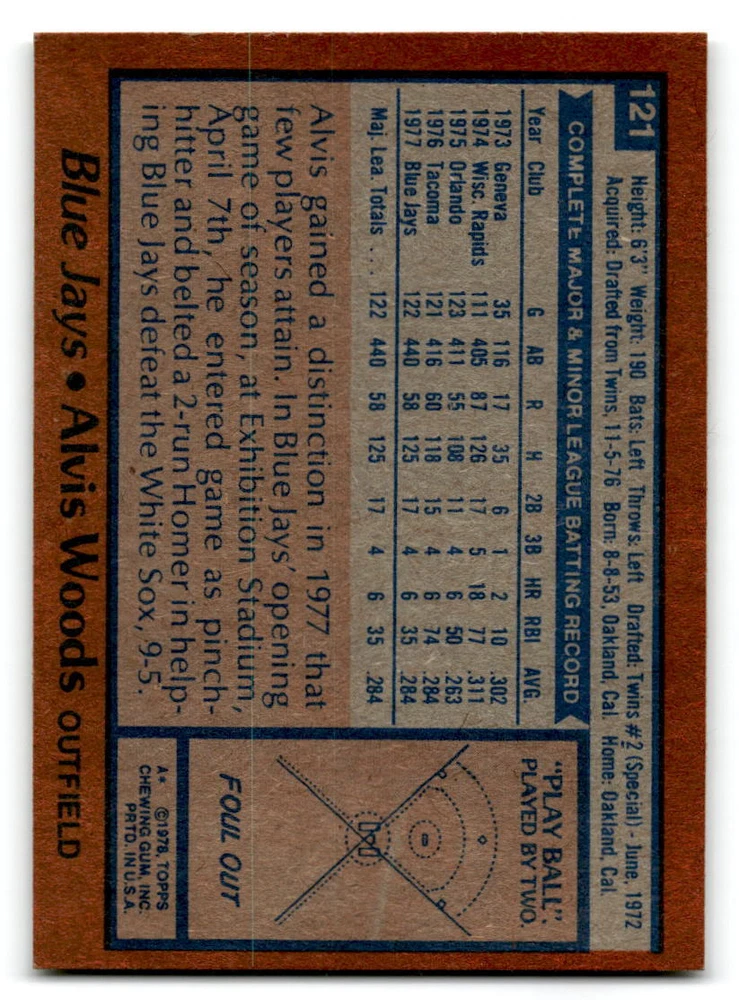 121
Height: 6'3" Weight: 190 Bats: Left Throws: Left Drafted: Twins #2 (Special) - June, 1972
Acquired: Drafted from Twins, 11-5-76 Born: 8-8-53, Oakland, Cal. Home: Oakland, Cal.
COMPLETE MAJOR & MINOR LEAGUE BATTING RECORD
Year Club G AB R H 2B 3B HR RBI AVG.
1973 Geneva 35 116 17 35 6 1 2 10 .302
1974 Wisc. Rapids 111 405 87 126 17 5 18 77 .311
1975 Orlando 123 411 55 108 11 4 6 50 .263
1976 Tacoma 121 416 60 118 15 4 6 74 .284
1977 Blue Jays 122 440 58 125 17 4 6 35 .284
Maj. Lea. Totals ... 122 440 58 125 17 4 6 35 .284
Alvis gained a distinction in 1977 that
few players attain. In Blue Jays' opening
game of season, at Exhibition Stadium,
April 7th, he entered game as pinch-
hitter and belted a 2-run Homer in help-
ing Blue Jays defeat the White Sox, 9-5.
"PLAY BALL"
PLAYED BY TWO.
FOUL OUT
A* ©1978, TOPPS
CHEWING GUM, INC.
PRTD. IN U.S.A.
Blue Jays • Alvis Woods OUTFIELD